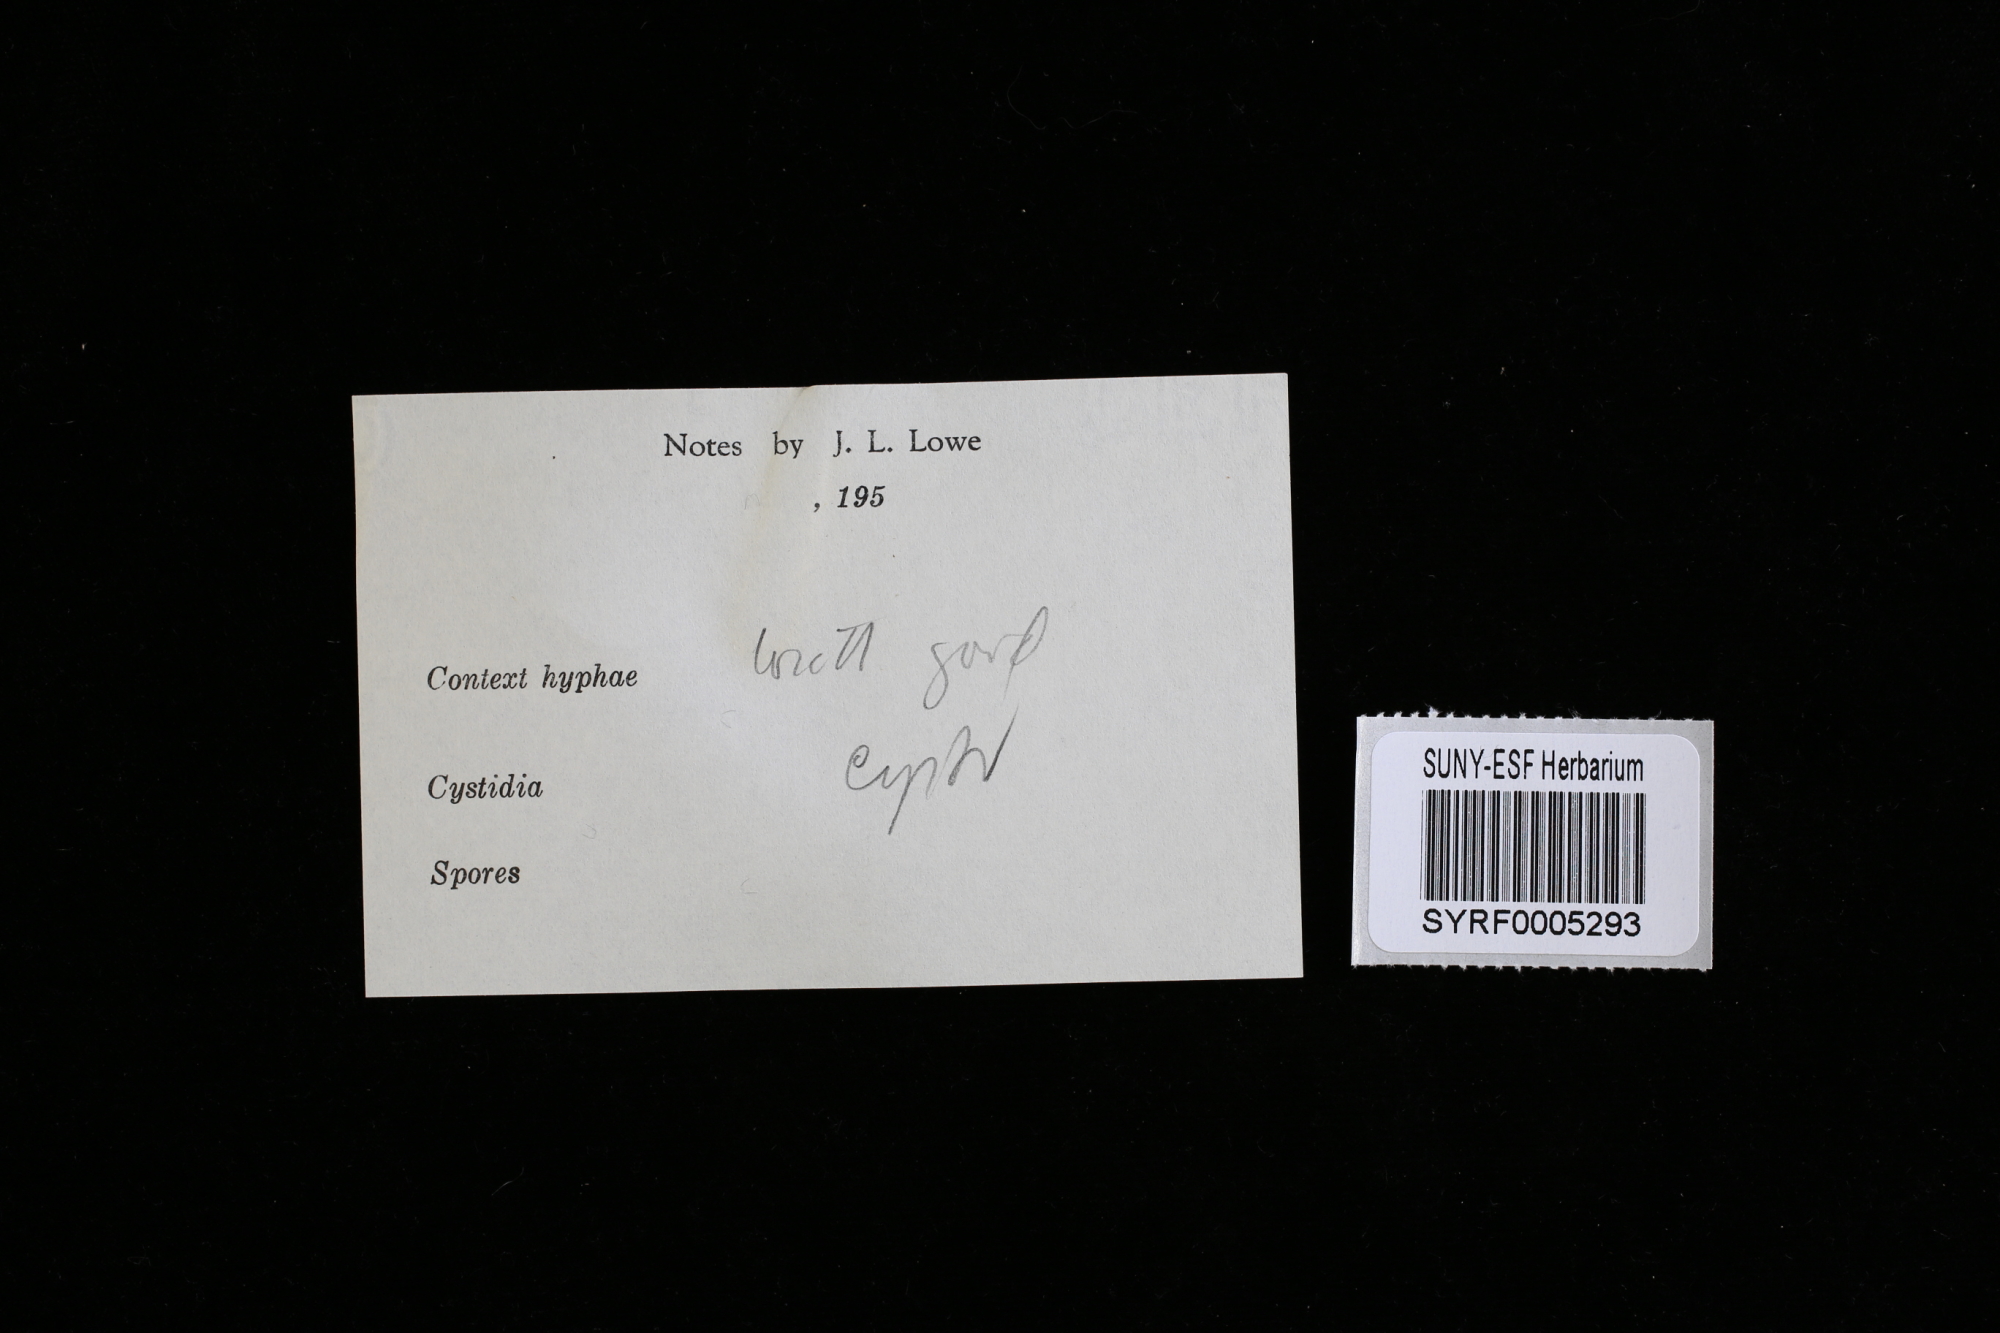 Notes by J. L. Lowe
, 195
Context hyphae
Cystidia
Spores
SUNY-ESF Herbarium
SYRF0005293